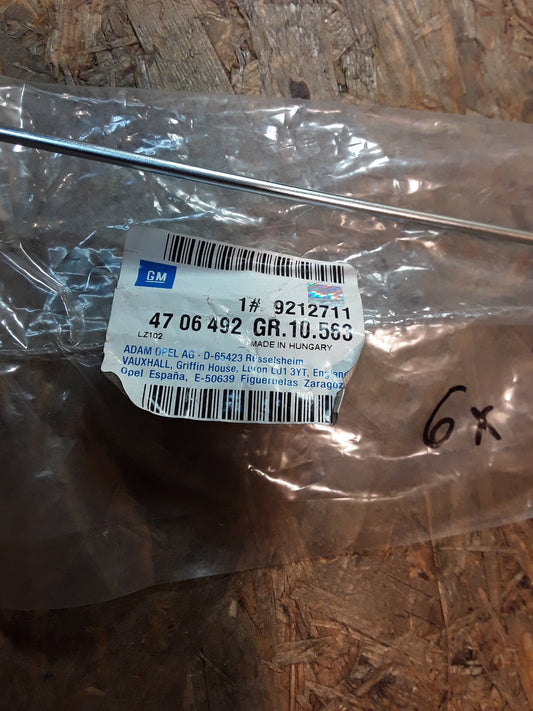 GM
1# 9212711
47 06 492 GR.10.563
LZ102 MADE IN HUNGARY
ADAM OPEL AG · D-65423 Rüsselsheim
VAUXHALL, Griffin House, Luton LU1 3YT, England
Opel España, E-50639 Figueruelas Zaragoz
6x